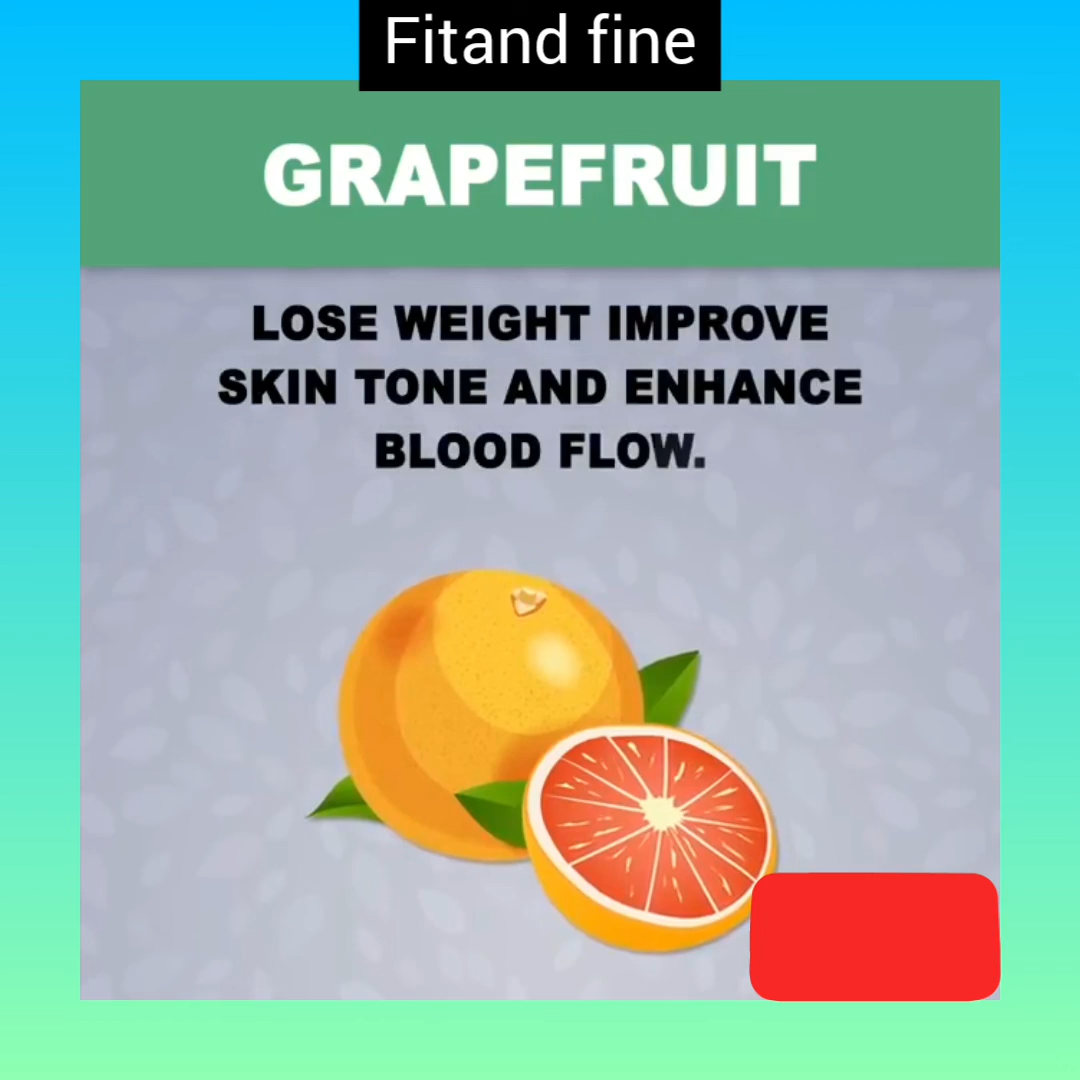 Fitand fine
GRAPEFRUIT
LOSE WEIGHT IMPROVE
SKIN TONE AND ENHANCE
BLOOD FLOW.